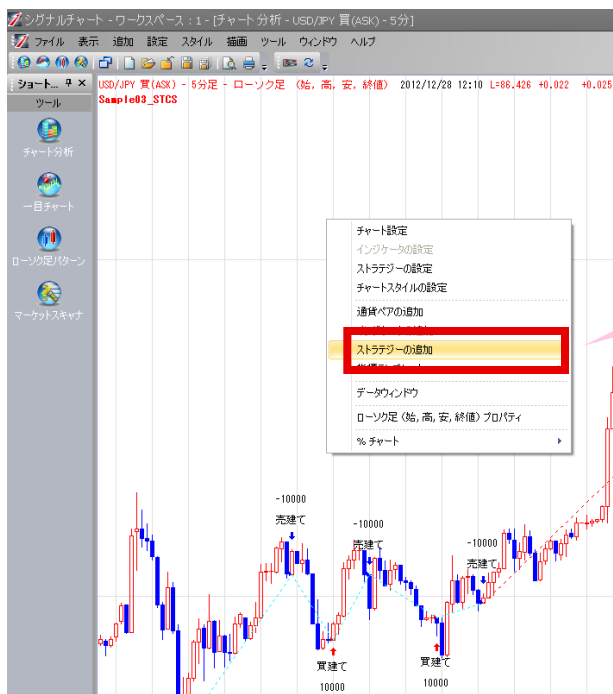 シグナルチャート - ワークスペース : 1 - [チャート分析 - USD/JPY 買(ASK) - 5分]
ファイル 表示 追加 設定 スタイル 描画 ツール ウィンドウ ヘルプ
ショート...
USD/JPY 買(ASK) - 5分足 - ローソク足 (始, 高, 安, 終値) 2012/12/28 12:10 L=86.426 +0.022 +0.025
ツール
Sample03_STCS
チャート分析
一目チャート
ローソク足パターン
マーケットスキャナ
チャート設定
インジケータの設定
ストラテジーの設定
チャートスタイルの設定
通貨ペアの追加
ストラテジーの追加
データウィンドウ
ローソク足 (始, 高, 安, 終値) プロパティ
% チャート
-10000
売建て
-10000
売建て
-10000
売建て
買建て
10000
買建て
10000